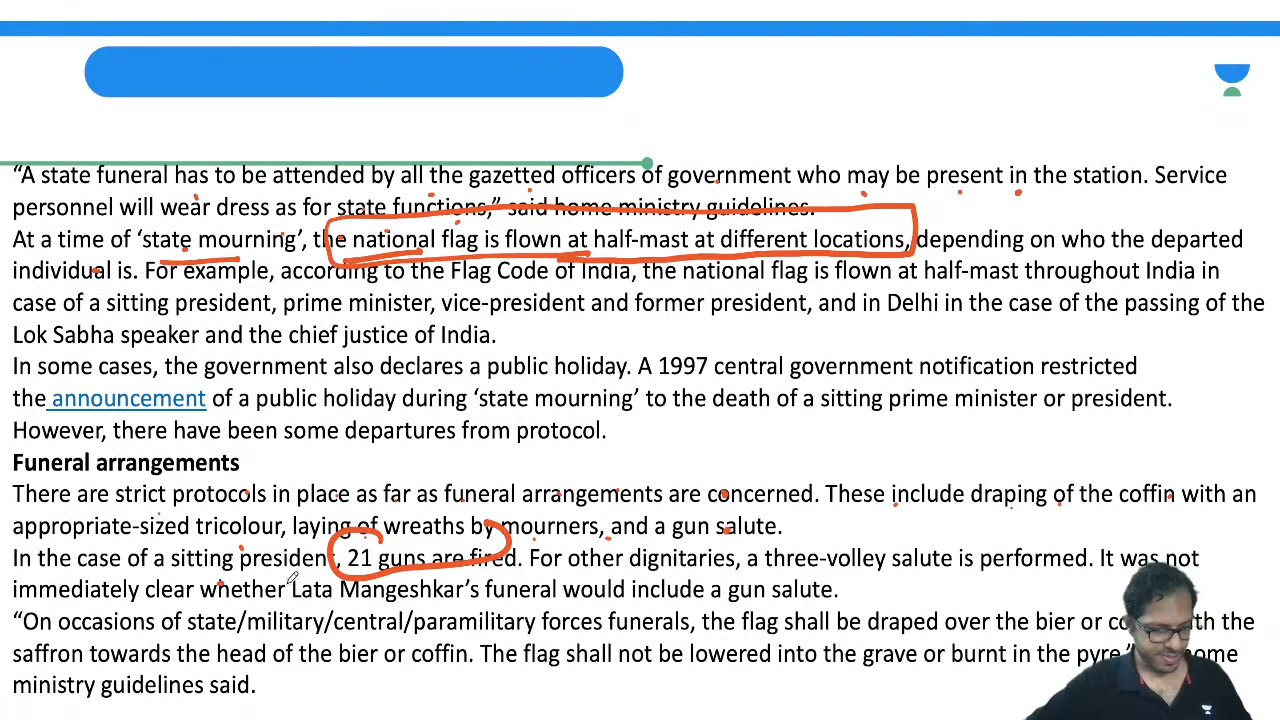 “A state funeral has to be attended by all the gazetted officers of government who may be present in the station. Service
personnel will wear dress as for state functions,” said home ministry guidelines.
At a time of ‘state mourning’, the national flag is flown at half-mast at different locations, depending on who the departed
individual is. For example, according to the Flag Code of India, the national flag is flown at half-mast throughout India in
case of a sitting president, prime minister, vice-president and former president, and in Delhi in the case of the passing of the
Lok Sabha speaker and the chief justice of India.
In some cases, the government also declares a public holiday. A 1997 central government notification restricted
the announcement of a public holiday during ‘state mourning’ to the death of a sitting prime minister or president.
However, there have been some departures from protocol.
Funeral arrangements
There are strict protocols in place as far as funeral arrangements are concerned. These include draping of the coffin with an
appropriate-sized tricolour, laying of wreaths by mourners, and a gun salute.
In the case of a sitting president, 21 guns are fired. For other dignitaries, a three-volley salute is performed. It was not
immediately clear whether Lata Mangeshkar’s funeral would include a gun salute.
“On occasions of state/military/central/paramilitary forces funerals, the flag shall be draped over the bier or the
saffron towards the head of the bier or coffin. The flag shall not be lowered into the grave or burnt in the pyre,
ministry guidelines said.